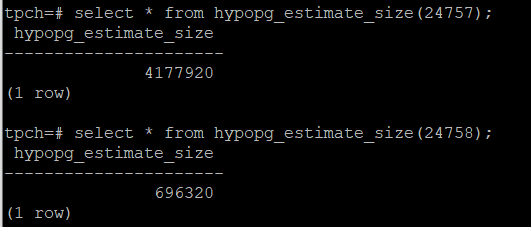 tpch=# select * from hypopg_estimate_size(24757);
 hypopg_estimate_size
----------------------
              4177920
(1 row)

tpch=# select * from hypopg_estimate_size(24758);
 hypopg_estimate_size
----------------------
               696320
(1 row)